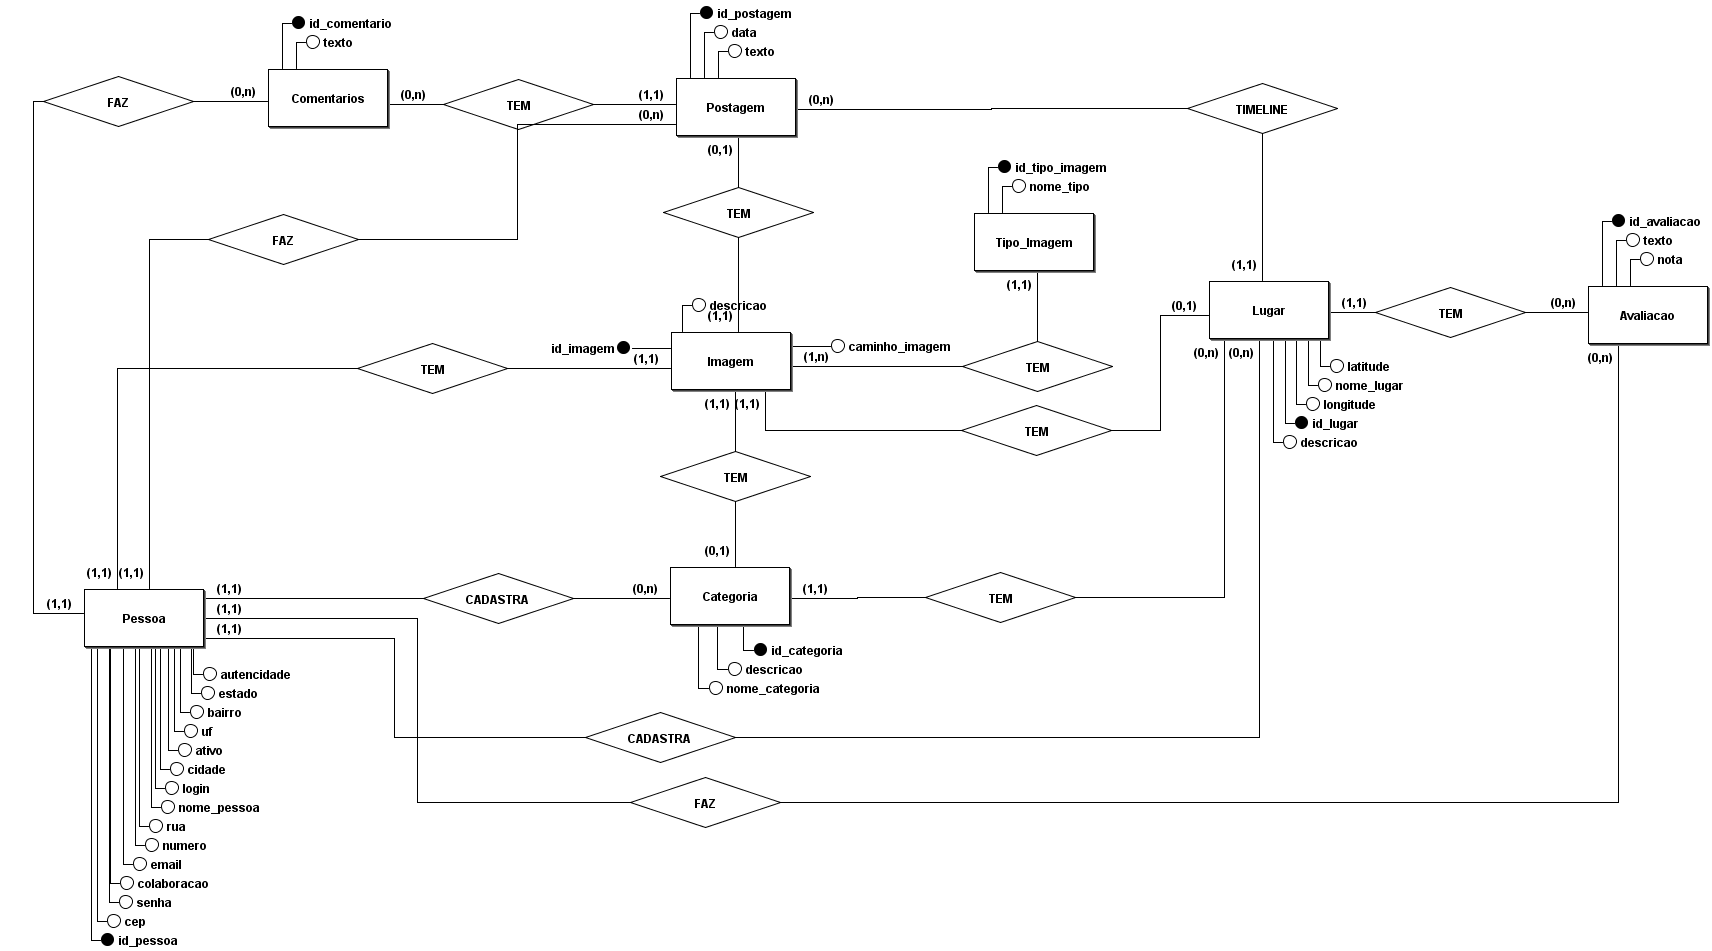 id_comentario
texto
FAZ
(0,n)
Comentarios
(0,n)
TEM
(1,1)
(0,n)
id_postagem
data
texto
Postagem
(0,n)
TIMELINE
(0,1)
TEM
FAZ
id_tipo_imagem
nome_tipo
Tipo_Imagem
(1,1)
(1,1)
id_avaliacao
texto
nota
Avaliacao
(0,n)
(0,n)
TEM
(1,1)
Lugar
(0,1)
(0,n)
(0,n)
latitude
nome_lugar
longitude
id_lugar
descricao
descricao
(1,1)
id_imagem
(1,1)
Imagem
caminho_imagem
(1,n)
TEM
TEM
(1,1)
(1,1)
TEM
TEM
(0,1)
(1,1)
(1,1)
(1,1)
Pessoa
(1,1)
(1,1)
(1,1)
CADASTRA
(0,n)
Categoria
(1,1)
TEM
id_categoria
descricao
nome_categoria
CADASTRA
FAZ
autencidade
estado
bairro
uf
ativo
cidade
login
nome_pessoa
rua
numero
email
colaboracao
senha
cep
id_pessoa